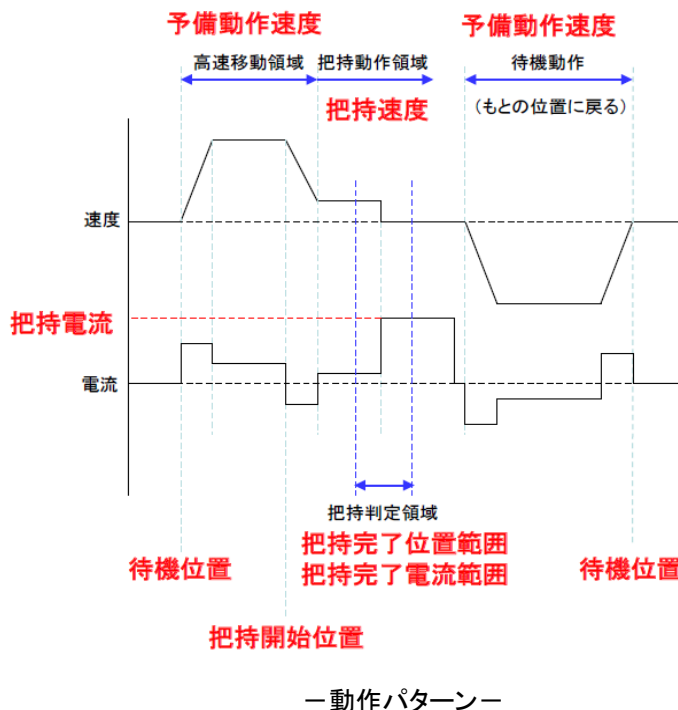 予備動作速度
予備動作速度
高速移動領域
把持動作領域
待機動作
把持速度
（もとの位置に戻る）
速度
把持電流
電流
把持判定領域
把持完了位置範囲
把持完了電流範囲
待機位置
待機位置
把持開始位置
－動作パターン－